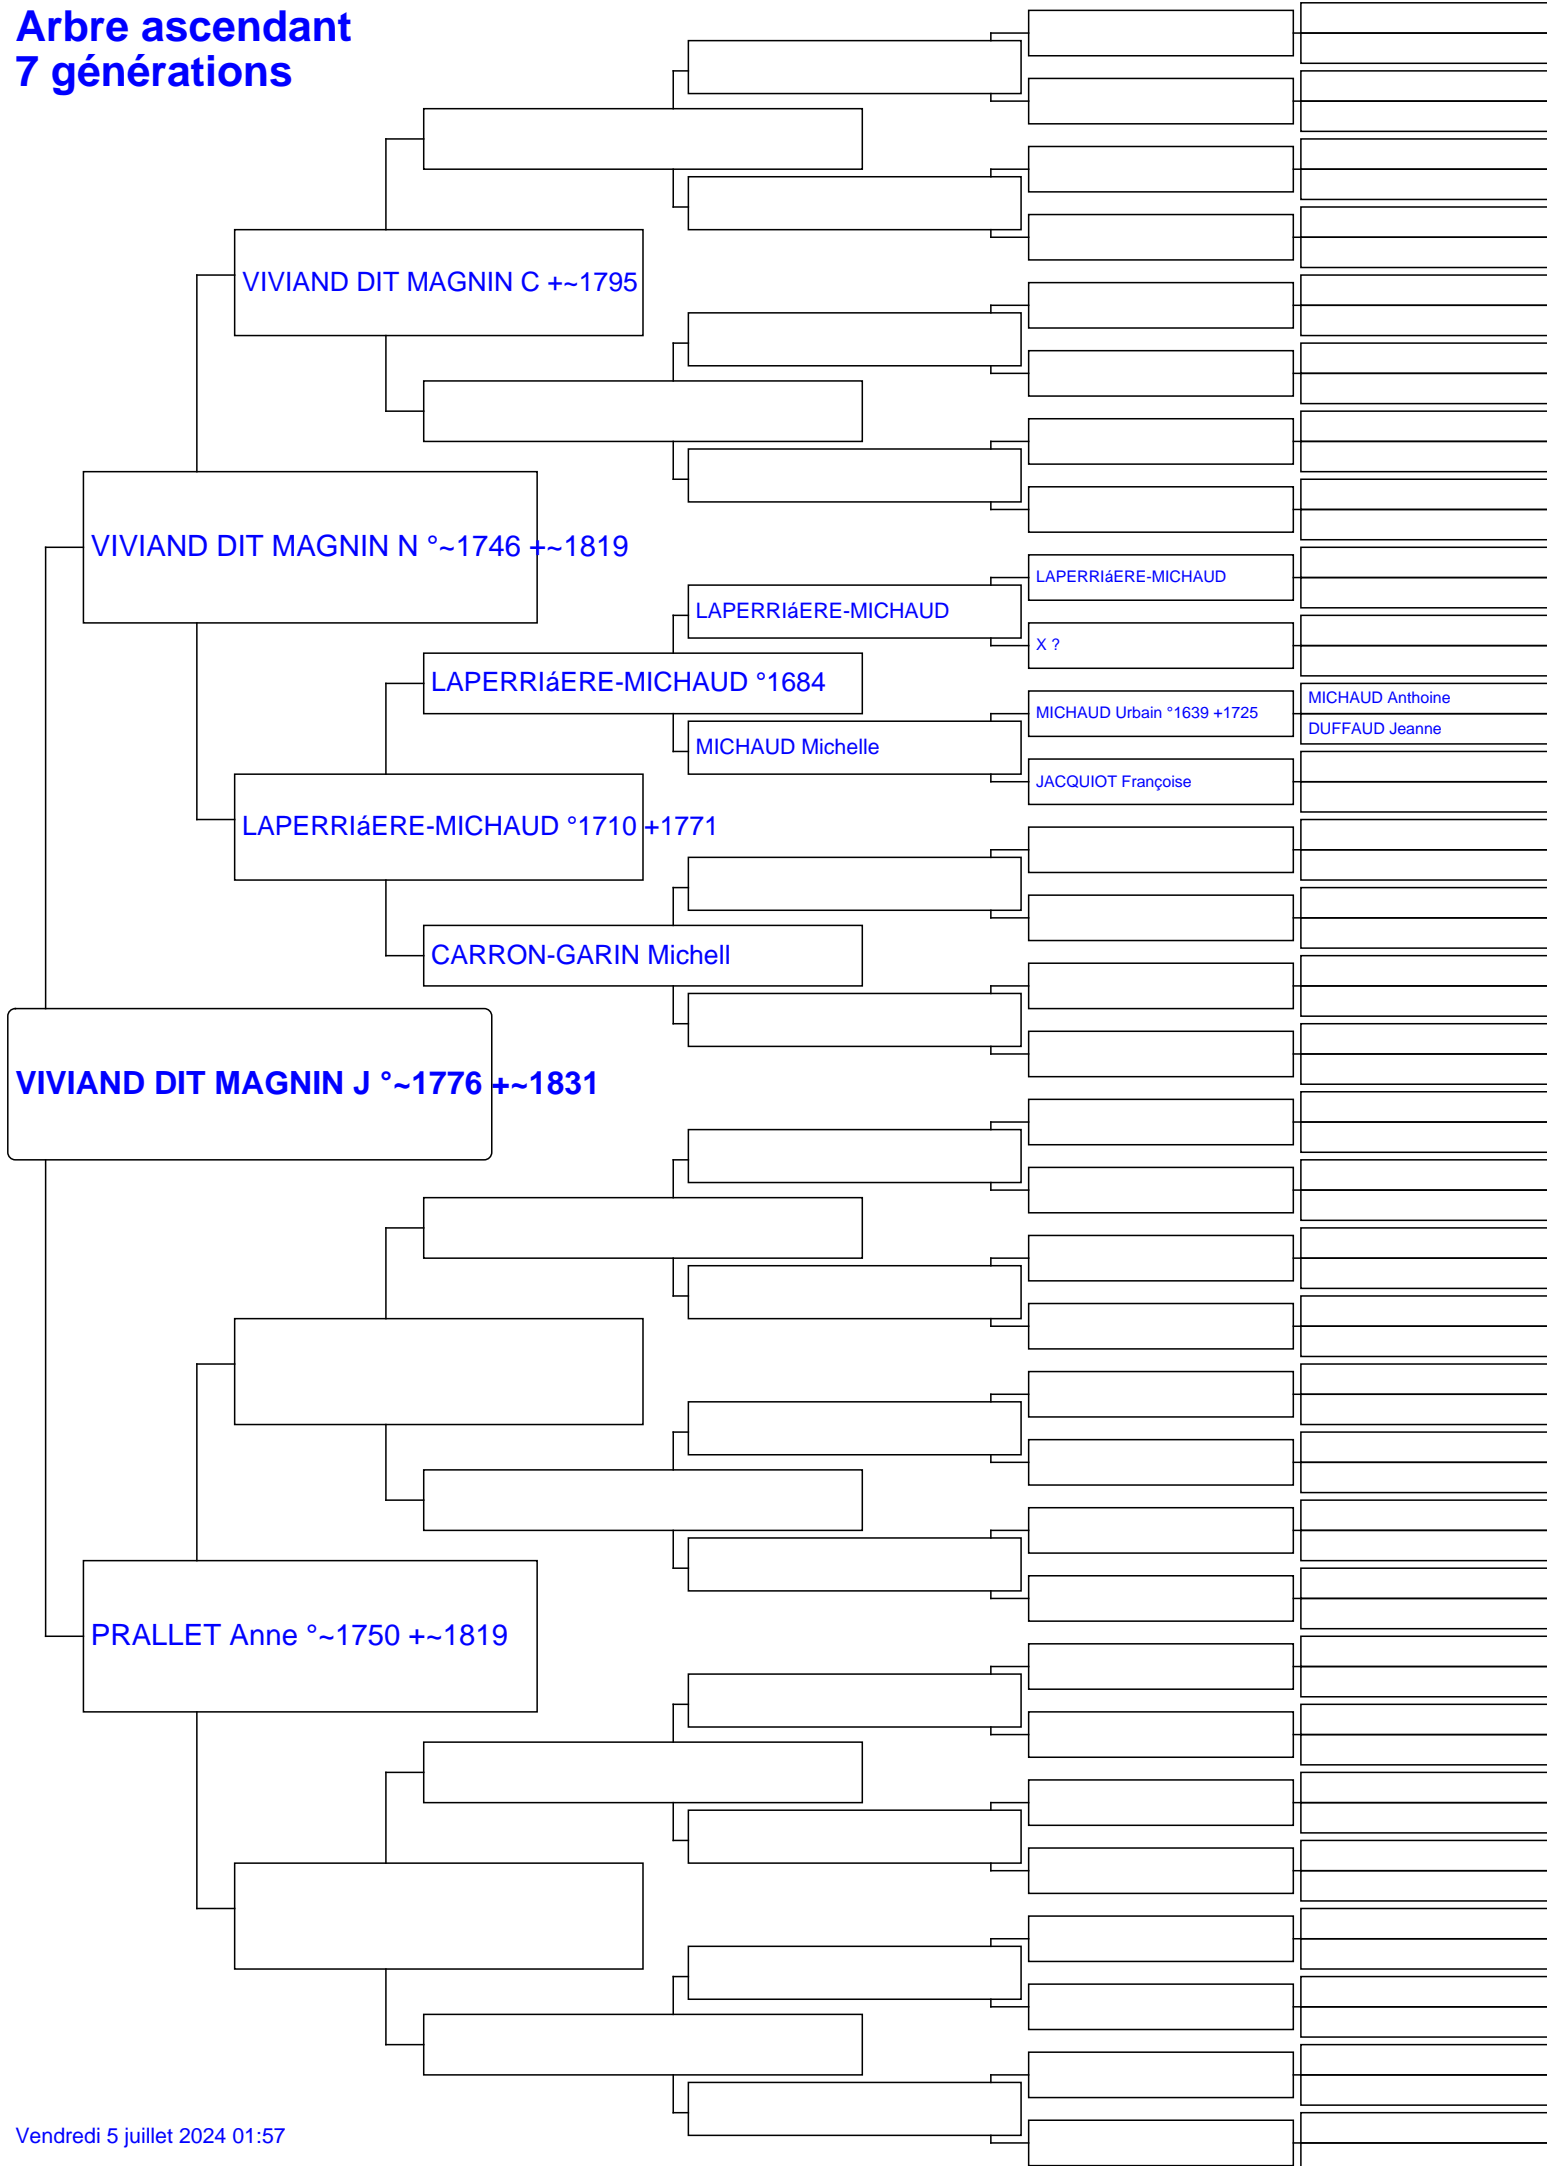 Arbre ascendant
7 générations
VIVIAND DIT MAGNIN C +~1795
VIVIAND DIT MAGNIN N °~1746 +~1819
LAPERRIáERE-MICHAUD
LAPERRIáERE-MICHAUD
X ?
LAPERRIáERE-MICHAUD °1684
MICHAUD Anthoine
MICHAUD Urbain °1639 +1725
DUFFAUD Jeanne
MICHAUD Michelle
JACQUIOT Françoise
LAPERRIáERE-MICHAUD °1710 +1771
CARRON-GARIN Michell
VIVIAND DIT MAGNIN J °~1776 +~1831
PRALLET Anne °~1750 +~1819
Vendredi 5 juillet 2024 01:57